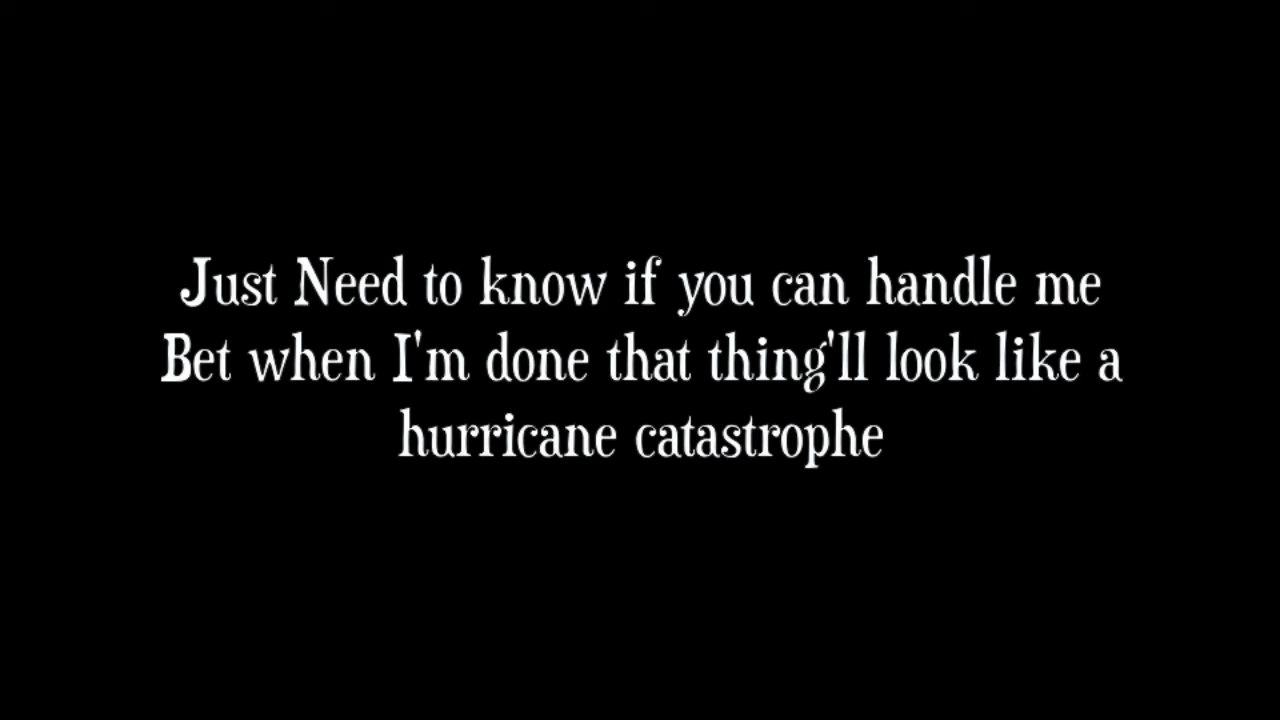 Just Need to know if you can handle me
Bet when I'm done that thing'll look like a
hurricane catastrophe